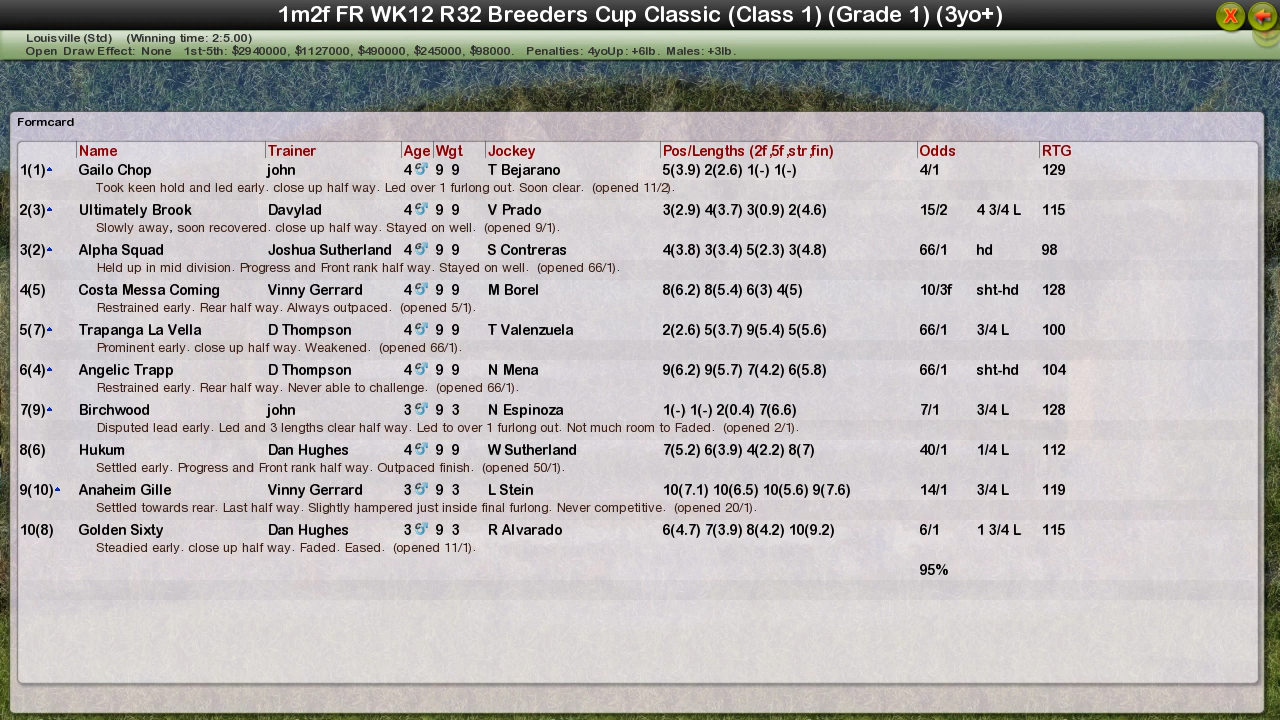 1m2f FR WK12 R32 Breeders Cup Classic (Class 1) (Grade 1) (3yo+)
X
Louisville (Std) (Winning time: 2:5.00)
Open Draw Effect: None 1st-5th: $2940000, $1127000, $490000, $245000, $98000. Penalties: 4yoUp: +6lb. Males: +3lb.
Formcard
Name Trainer Age Wgt Jockey Pos/Lengths (2f,5f,str,fin) Odds RTG
1(1) Gailo Chop john 4 9 9 T Bejarano 5(3.9) 2(2.6) 1(-) 1(-) 4/1 129
Took keen hold and led early. close up half way. Led over 1 furlong out. Soon clear. (opened 11/2).
2(3) Ultimately Brook Davylad 4 9 9 V Prado 3(2.9) 4(3.7) 3(0.9) 2(4.6) 15/2 4 3/4 L 115
Slowly away, soon recovered. close up half way. Stayed on well. (opened 9/1).
3(2) Alpha Squad Joshua Sutherland 4 9 9 S Contreras 4(3.8) 3(3.4) 5(2.3) 3(4.8) 66/1 hd 98
Held up in mid division. Progress and Front rank half way. Stayed on well. (opened 66/1).
4(5) Costa Messa Coming Vinny Gerrard 4 9 9 M Borel 8(6.2) 8(5.4) 6(3) 4(5) 10/3f sht-hd 128
Restrained early. Rear half way. Always outpaced. (opened 5/1).
5(7) Trapanga La Vella D Thompson 4 9 9 T Valenzuela 2(2.6) 5(3.7) 9(5.4) 5(5.6) 66/1 3/4 L 100
Prominent early. close up half way. Weakened. (opened 66/1).
6(4) Angelic Trapp D Thompson 4 9 9 N Mena 9(6.2) 9(5.7) 7(4.2) 6(5.8) 66/1 sht-hd 104
Restrained early. Rear half way. Never able to challenge. (opened 66/1).
7(9) Birchwood john 3 9 3 N Espinoza 1(-) 1(-) 2(0.4) 7(6.6) 7/1 3/4 L 128
Disputed lead early. Led and 3 lengths clear half way. Led to over 1 furlong out. Not much room to Faded. (opened 2/1).
8(6) Hukum Dan Hughes 4 9 9 W Sutherland 7(5.2) 6(3.9) 4(2.2) 8(7) 40/1 1/4 L 112
Settled early. Progress and Front rank half way. Outpaced finish. (opened 50/1).
9(10) Anaheim Gille Vinny Gerrard 3 9 3 L Stein 10(7.1) 10(6.5) 10(5.6) 9(7.6) 14/1 3/4 L 119
Settled towards rear. Last half way. Slightly hampered just inside final furlong. Never competitive. (opened 20/1).
10(8) Golden Sixty Dan Hughes 3 9 3 R Alvarado 6(4.7) 7(3.9) 8(4.2) 10(9.2) 6/1 1 3/4 L 115
Steadied early. close up half way. Faded. Eased. (opened 11/1).
95%